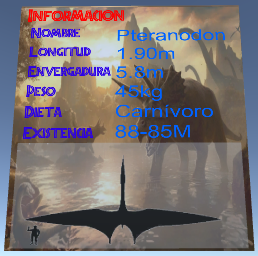 INFORMACION
NOMBRE Pteranodon
LONGITUD 1.90m
ENVERGADURA 5.8m
PESO 45kg
DIETA Carnivoro
EXISTENCIA 88-85M